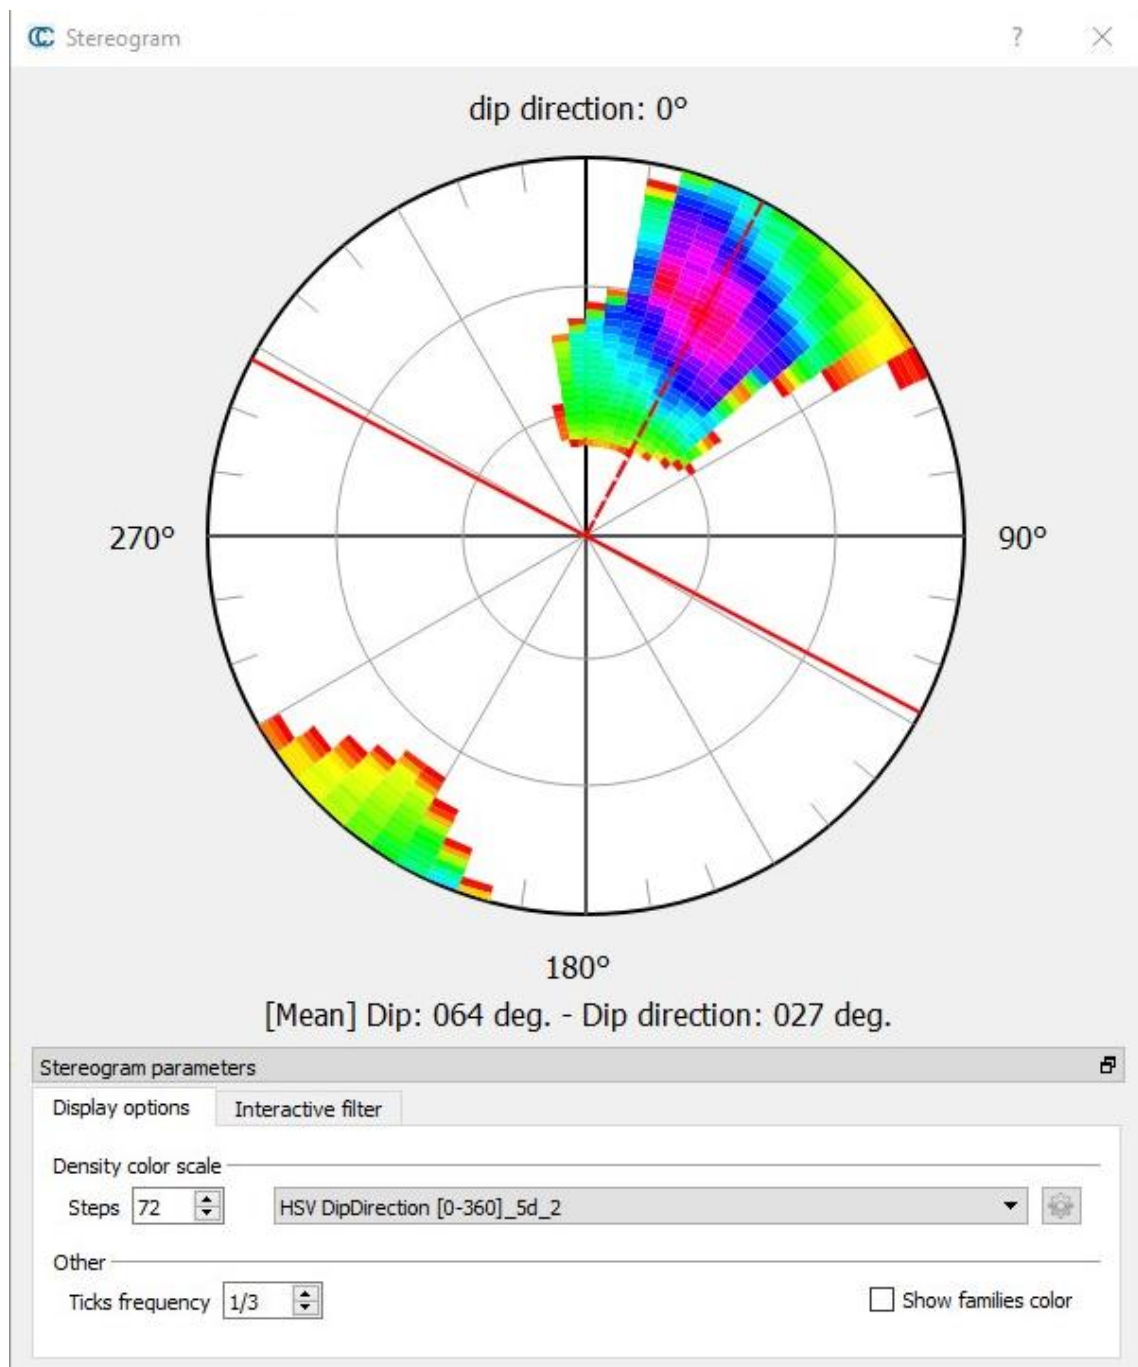 Stereogram
dip direction: 0°
270°
90°
180°
[Mean] Dip: 064 deg. - Dip direction: 027 deg.
Stereogram parameters
Display options Interactive filter
Density color scale
Steps 72 HSV DipDirection [0-360]_5d_2
Other
Ticks frequency 1/3 Show families color